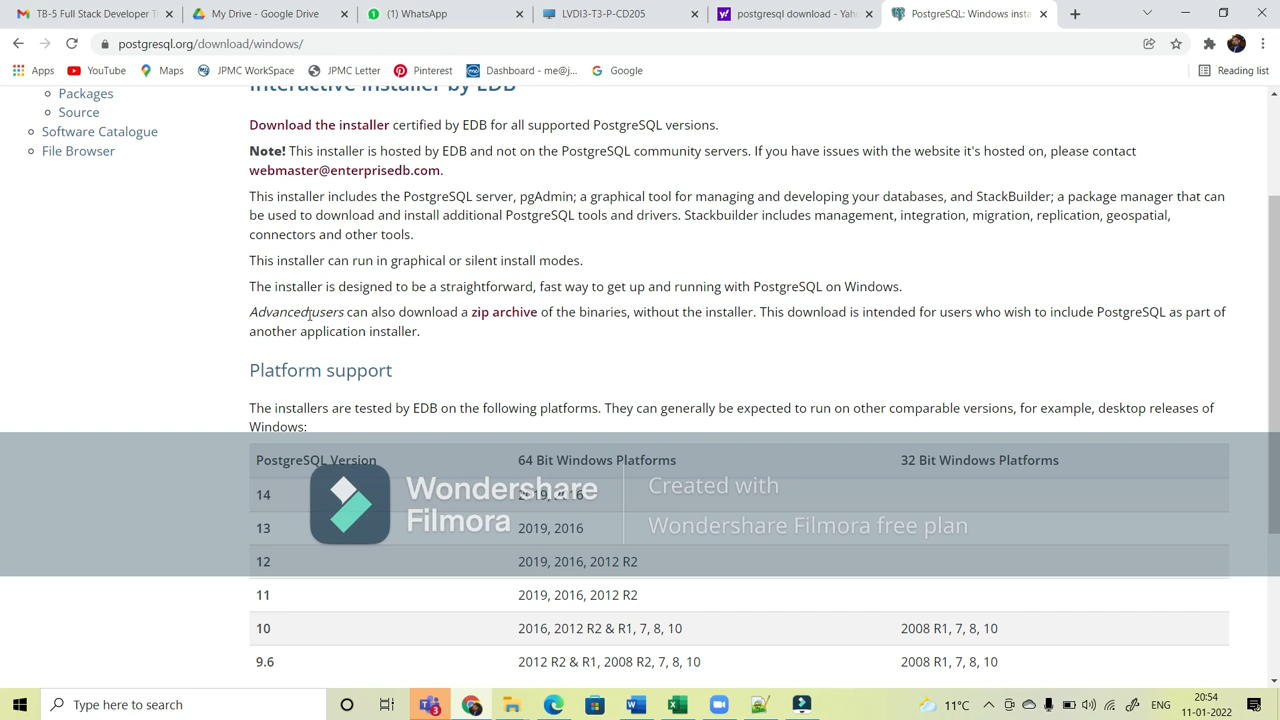 TB-5 Full Stack Developer T
My Drive - Google Drive
(1) WhatsApp
LVDI3-T3-P-CD205
postgresql download - Yah
PostgreSQL: Windows insta
postgresql.org/download/windows/
Apps
YouTube
Maps
JPMC WorkSpace
JPMC Letter
Pinterest
Dashboard - me@j...
Google
Reading list
Packages
Source
Software Catalogue
File Browser
Interactive installer by EDB
Download the installer certified by EDB for all supported PostgreSQL versions.
Note! This installer is hosted by EDB and not on the PostgreSQL community servers. If you have issues with the website it's hosted on, please contact
webmaster@enterprisedb.com.
This installer includes the PostgreSQL server, pgAdmin; a graphical tool for managing and developing your databases, and StackBuilder; a package manager that can
be used to download and install additional PostgreSQL tools and drivers. Stackbuilder includes management, integration, migration, replication, geospatial,
connectors and other tools.
This installer can run in graphical or silent install modes.
The installer is designed to be a straightforward, fast way to get up and running with PostgreSQL on Windows.
Advanced users can also download a zip archive of the binaries, without the installer. This download is intended for users who wish to include PostgreSQL as part of
another application installer.
Platform support
The installers are tested by EDB on the following platforms. They can generally be expected to run on other comparable versions, for example, desktop releases of
Windows:
PostgreSQL Version 64 Bit Windows Platforms 32 Bit Windows Platforms
14 2019, 2016
13 2019, 2016
12 2019, 2016, 2012 R2
11 2019, 2016, 2012 R2
10 2016, 2012 R2 & R1, 7, 8, 10 2008 R1, 7, 8, 10
9.6 2012 R2 & R1, 2008 R2, 7, 8, 10 2008 R1, 7, 8, 10
Wondershare
Filmora
Created with
Wondershare Filmora free plan
Type here to search
3
11°C
ENG
20:54
11-01-2022